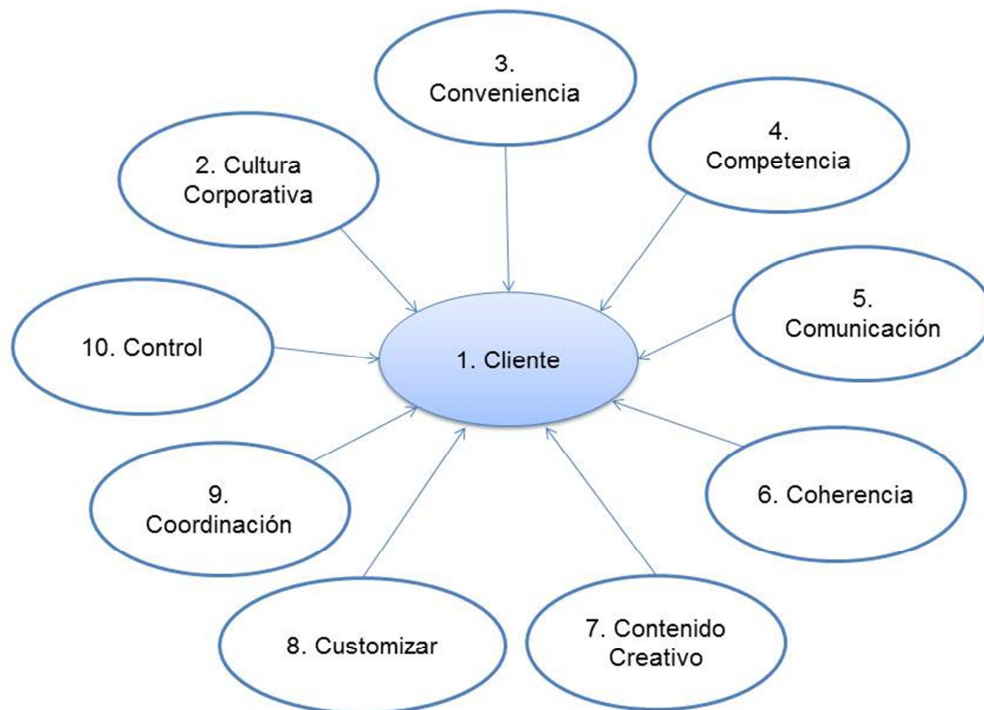 3.
Conveniencia
4.
Competencia
2. Cultura
Corporativa
5.
Comunicación
10. Control
1. Cliente
6. Coherencia
9.
Coordinación
7. Contenido
Creativo
8. Customizar